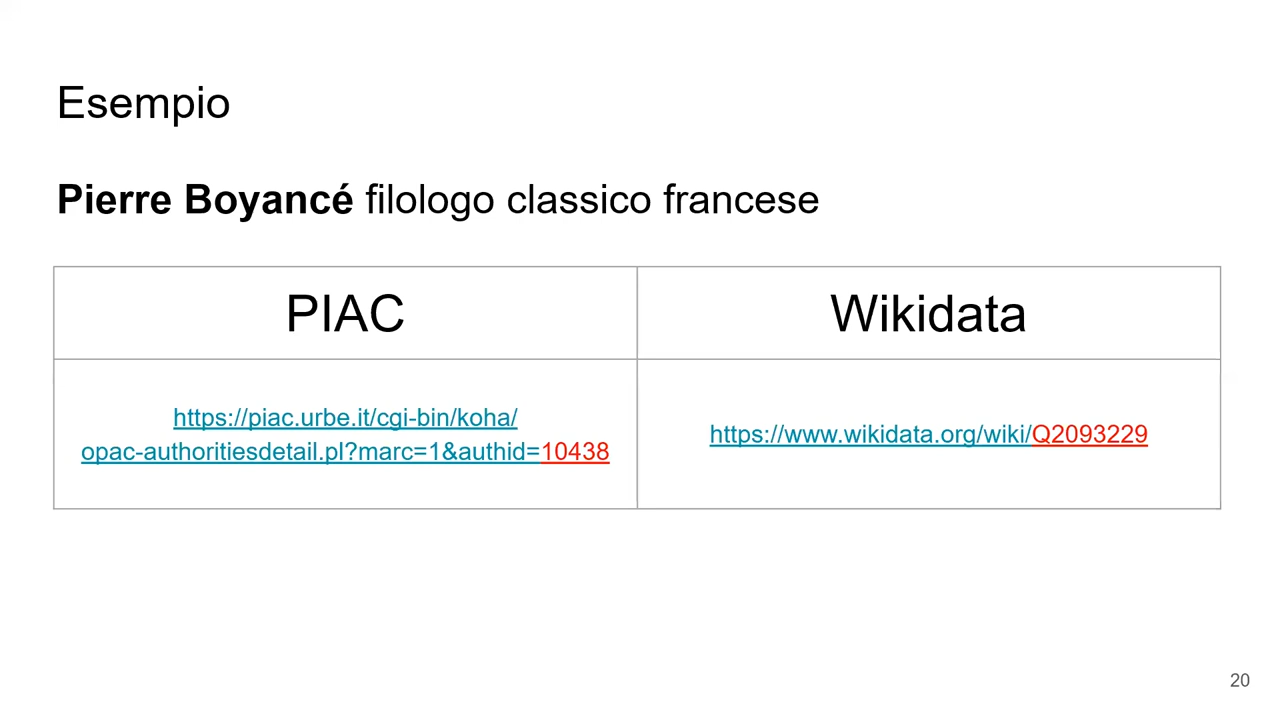 Esempio
Pierre Boyancé filologo classico francese
PIAC
Wikidata
https://piac.urbe.it/cgi-bin/koha/
opac-authoritiesdetail.pl?marc=1&authid=10438
https://www.wikidata.org/wiki/Q2093229
20